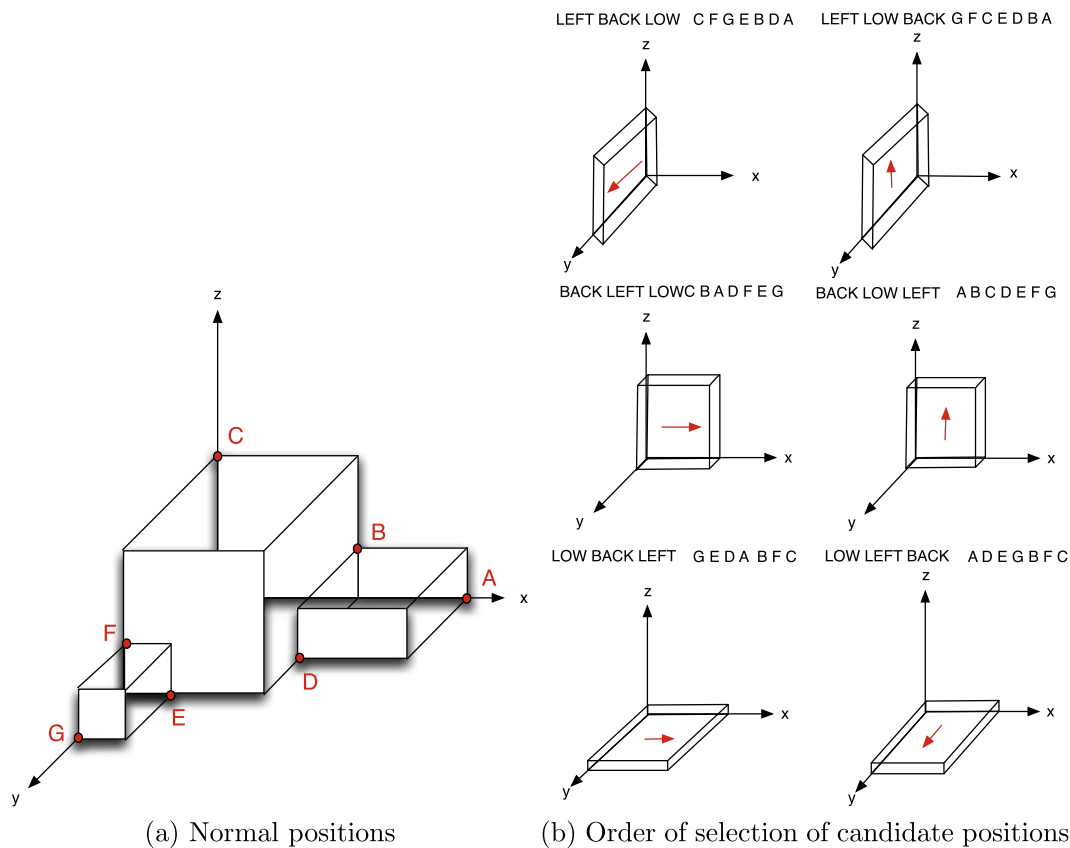 LEFT BACK LOW C F G E B D A
LEFT LOW BACK G F C E D B A
z
x
y
z
x
y
BACK LEFT LOWC B A D F E G
BACK LOW LEFT A B C D E F G
z
x
y
z
x
y
z
C
B
A
x
F
D
E
G
y
LOW BACK LEFT G E D A B F C
LOW LEFT BACK A D E G B F C
z
x
y
z
x
y
(a) Normal positions
(b) Order of selection of candidate positions